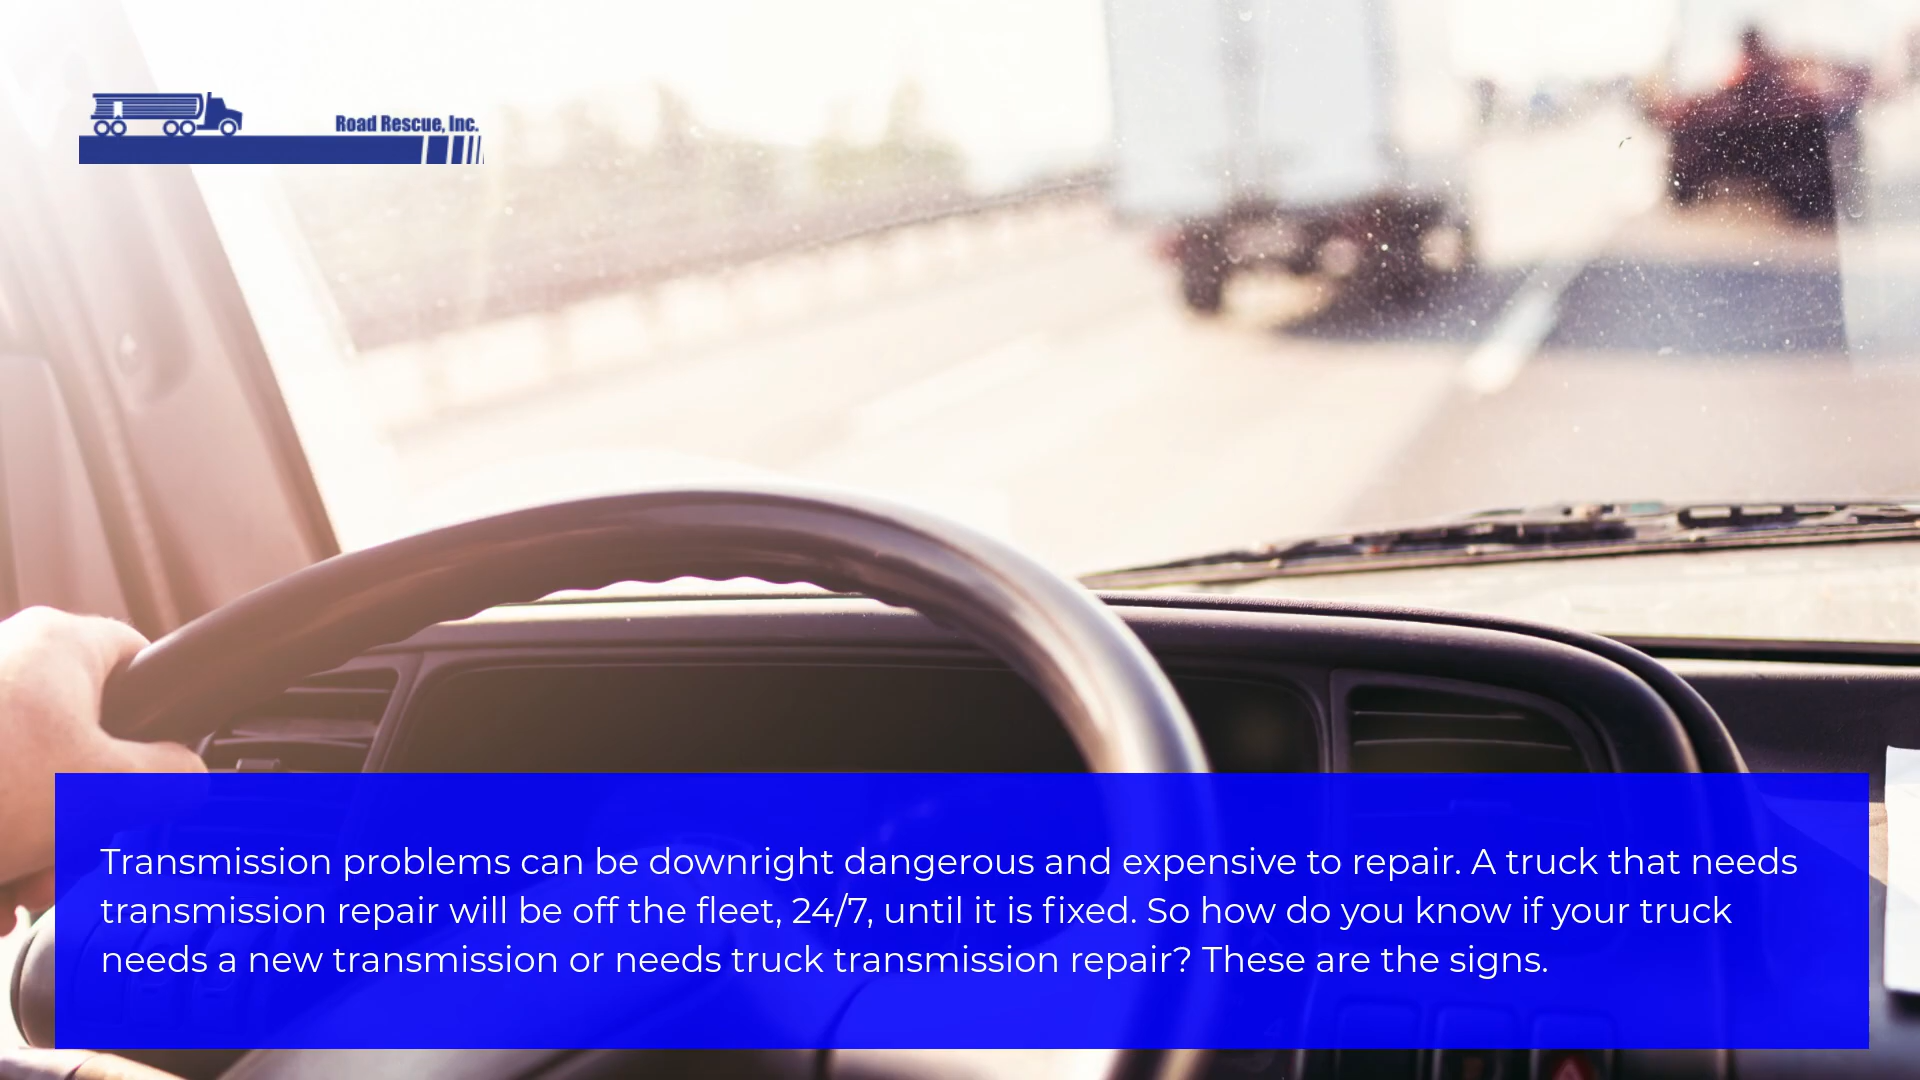 Road Rescue, Inc.
Transmission problems can be downright dangerous and expensive to repair. A truck that needs
transmission repair will be off the fleet, 24/7, until it is fixed. So how do you know if your truck
needs a new transmission or needs truck transmission repair? These are the signs.